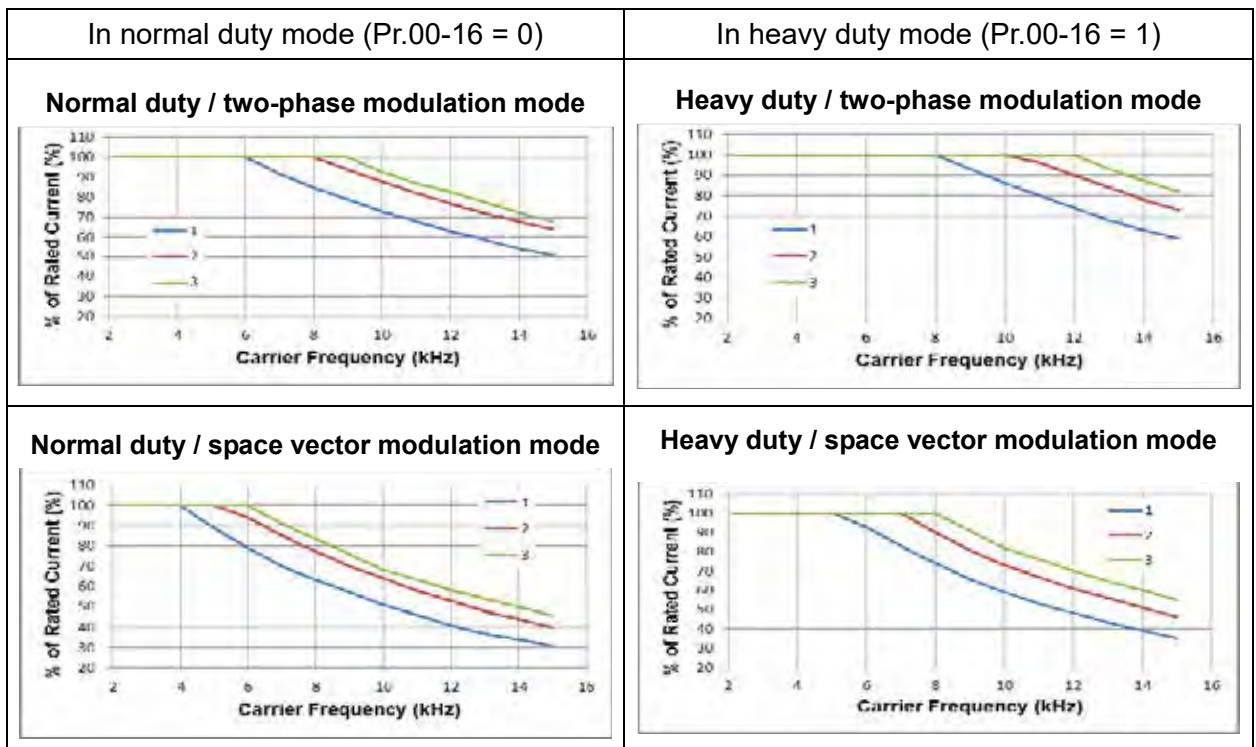 In normal duty mode (Pr.00-16 = 0)
In heavy duty mode (Pr.00-16 = 1)
Normal duty / two-phase modulation mode
% of Rated Current (%)
110
100
90
80
70
60
50
40
30
20
1
2
3
2 4 6 8 10 12 14 16
Carrier Frequency (kHz)
Heavy duty / two-phase modulation mode
% of Rated Current (%)
110
100
90
80
70
60
50
40
30
20
1
2
3
2 4 6 8 10 12 14 16
Carrier Frequency (kHz)
Normal duty / space vector modulation mode
% of Rated Current (%)
110
100
90
80
70
60
50
40
30
20
1
2
3
2 4 6 8 10 12 14 16
Carrier Frequency (kHz)
Heavy duty / space vector modulation mode
% of Rated Current (%)
110
100
90
80
70
60
50
40
30
20
1
2
3
2 4 6 8 10 12 14 16
Carrier Frequency (kHz)